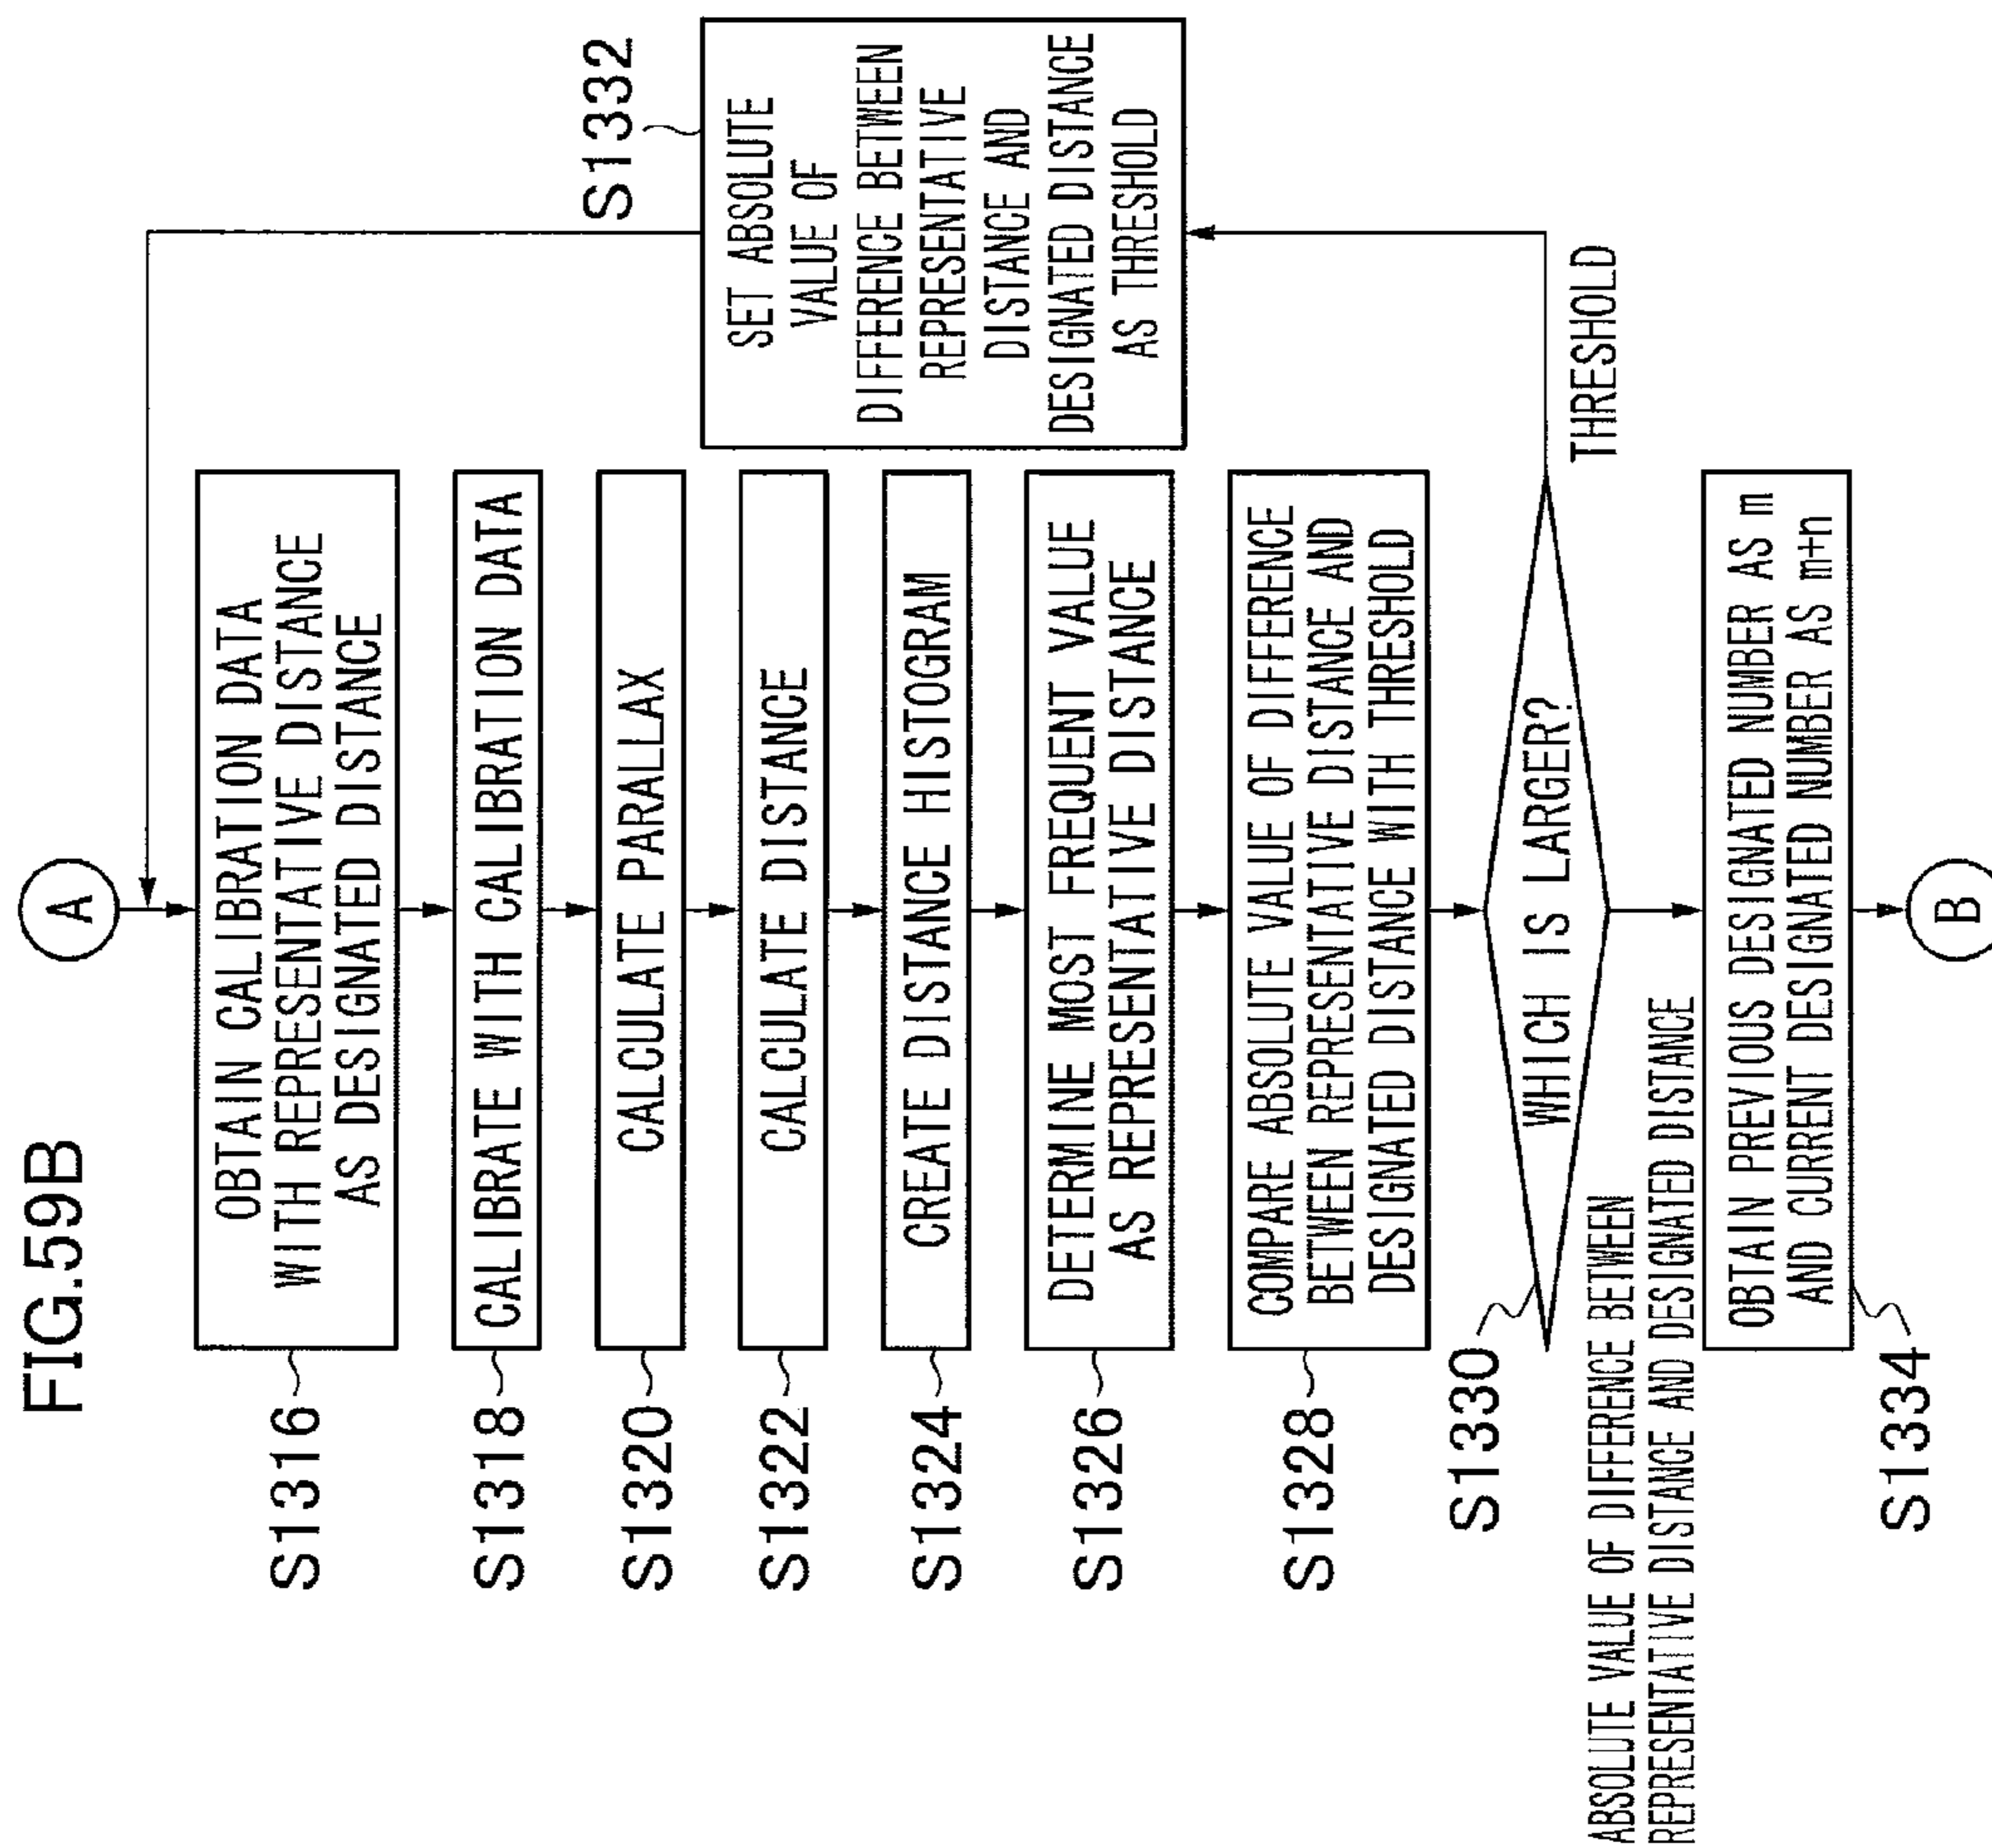 FIG.59B
A
S1316
OBTAIN CALIBRATION DATA
WITH REPRESENTATIVE DISTANCE
AS DESIGNATED DISTANCE
S1318
CALIBRATE WITH CALIBRATION DATA
S1320
CALCULATE PARALLAX
S1322
CALCULATE DISTANCE
S1324
CREATE DISTANCE HISTOGRAM
S1326
DETERMINE MOST FREQUENT VALUE
AS REPRESENTATIVE DISTANCE
S1328
COMPARE ABSOLUTE VALUE OF DIFFERENCE
BETWEEN REPRESENTATIVE DISTANCE AND
DESIGNATED DISTANCE WITH THRESHOLD
S1330
WHICH IS LARGER?
THRESHOLD
S1332
SET ABSOLUTE
VALUE OF
DIFFERENCE BETWEEN
REPRESENTATIVE
DISTANCE AND
DESIGNATED DISTANCE
AS THRESHOLD
ABSOLUTE VALUE OF DIFFERENCE BETWEEN
REPRESENTATIVE DISTANCE AND DESIGNATED DISTANCE
S1334
OBTAIN PREVIOUS DESIGNATED NUMBER AS m
AND CURRENT DESIGNATED NUMBER AS m+n
B